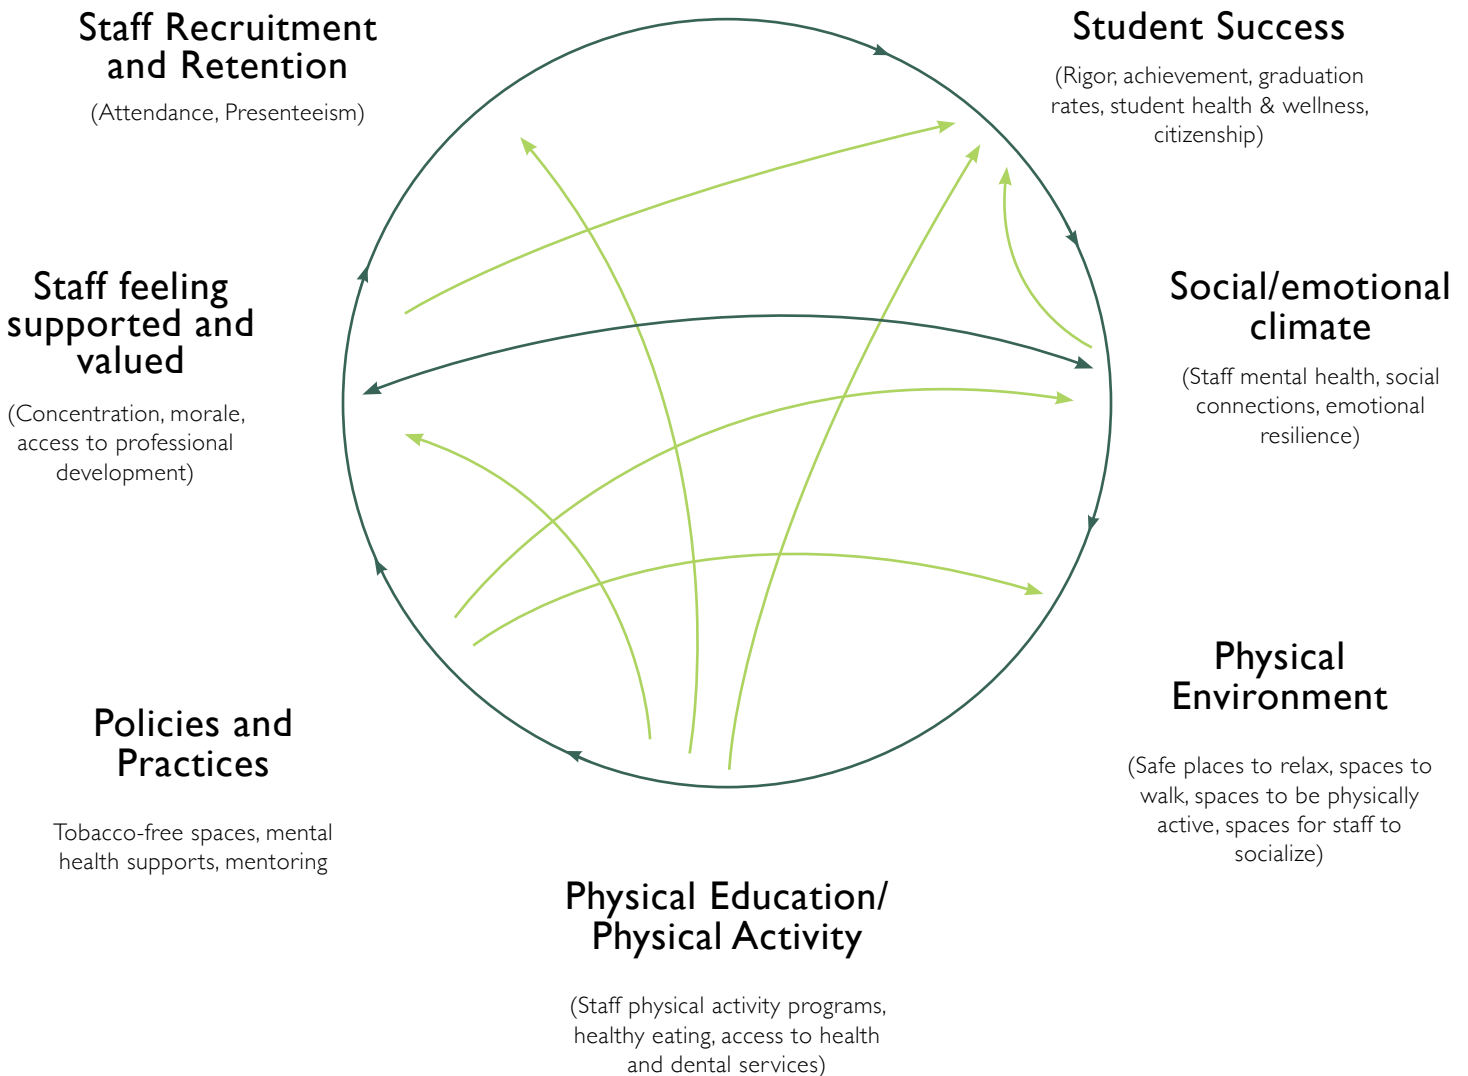 Staff Recruitment
and Retention
(Attendance, Presenteeism)
Student Success
(Rigor, achievement, graduation
rates, student health & wellness,
citizenship)
Staff feeling
supported and
valued
(Concentration, morale,
access to professional
development)
Social/emotional
climate
(Staff mental health, social
connections, emotional
resilience)
Policies and
Practices
Tobacco-free spaces, mental
health supports, mentoring
Physical
Environment
(Safe places to relax, spaces to
walk, spaces to be physically
active, spaces for staff to
socialize)
Physical Education/
Physical Activity
(Staff physical activity programs,
healthy eating, access to health
and dental services)